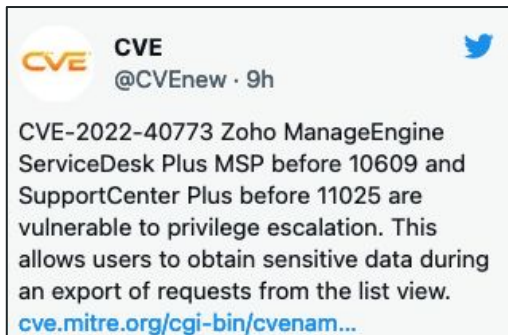 CVE
CVE
@CVEnew · 9h
CVE-2022-40773 Zoho ManageEngine
ServiceDesk Plus MSP before 10609 and
SupportCenter Plus before 11025 are
vulnerable to privilege escalation. This
allows users to obtain sensitive data during
an export of requests from the list view.
cve.mitre.org/cgi-bin/cvenam...